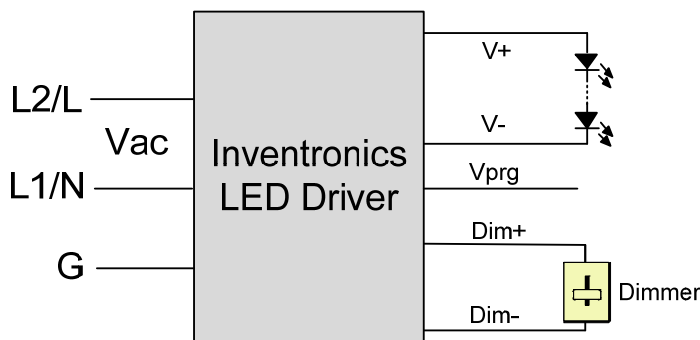 L2/L
Vac
L1/N
G
Inventronics
LED Driver
V+
V-
Vprg
Dim+
Dim-
Dimmer